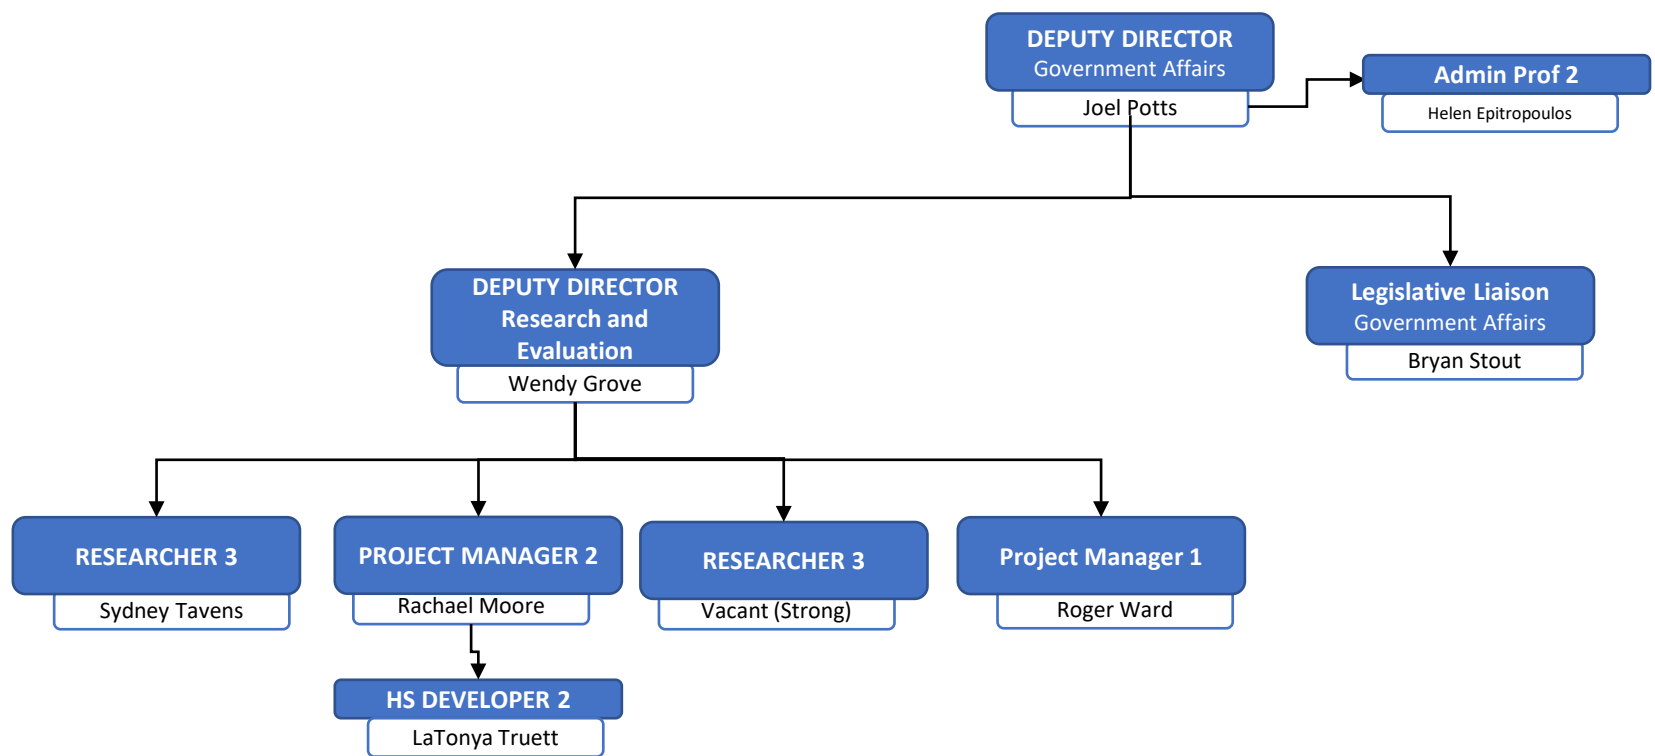 DEPUTY DIRECTOR
Government Affairs
Joel Potts
Admin Prof 2
Helen Epitropoulos
DEPUTY DIRECTOR
Research and
Evaluation
Wendy Grove
Legislative Liaison
Government Affairs
Bryan Stout
RESEARCHER 3
Sydney Tavens
PROJECT MANAGER 2
Rachael Moore
RESEARCHER 3
Vacant (Strong)
Project Manager 1
Roger Ward
HS DEVELOPER 2
LaTonya Truett